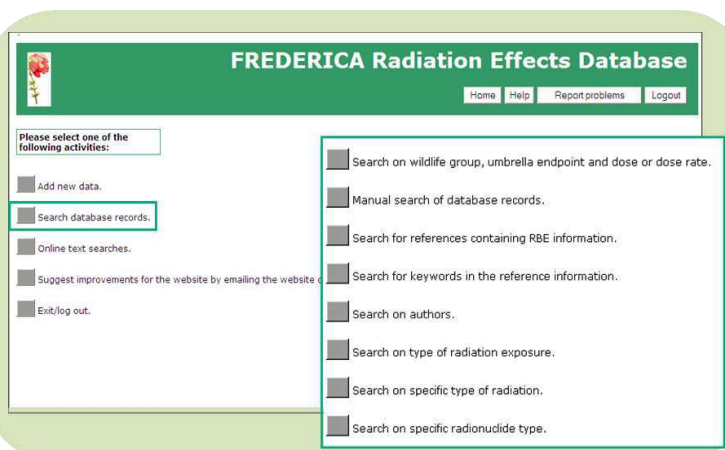 FREDERICA Radiation Effects Database
Home Help Report problems Logout
Please select one of the
following activities:
Add new data.
Search database records.
Online text searches.
Suggest improvements for the website by emailing the website
Exit/log out.
Search on wildlife group, umbrella endpoint and dose or dose rate.
Manual search of database records.
Search for references containing RBE information.
Search for keywords in the reference information.
Search on authors.
Search on type of radiation exposure.
Search on specific type of radiation.
Search on specific radionuclide type.